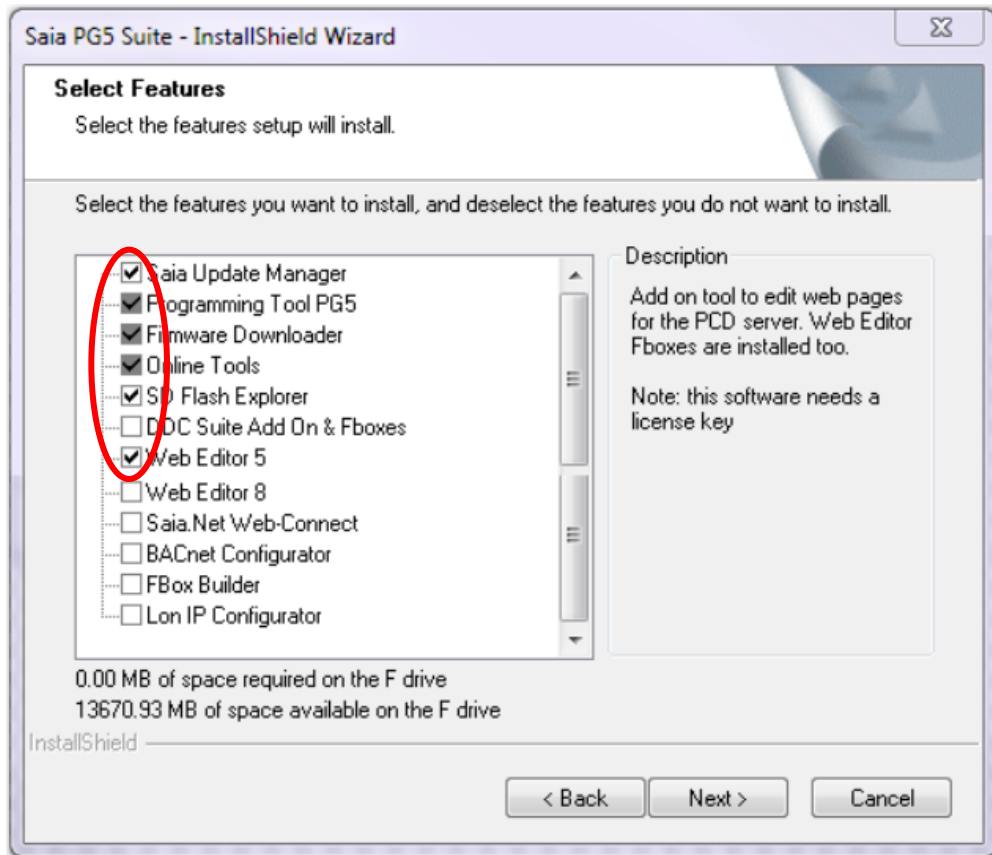 Saia PG5 Suite - InstallShield Wizard
Select Features
Select the features setup will install.
Select the features you want to install, and deselect the features you do not want to install.
Saia Update Manager
Programming Tool PG5
Firmware Downloader
Online Tools
SD Flash Explorer
DDC Suite Add On & Fboxes
Web Editor 5
Web Editor 8
Saia.Net Web-Connect
BACnet Configurator
FBox Builder
Lon IP Configurator
Description
Add on tool to edit web pages
for the PCD server. Web Editor
Fboxes are installed too.
Note: this software needs a
license key
0.00 MB of space required on the F drive
13670.93 MB of space available on the F drive
InstallShield
< Back
Next >
Cancel